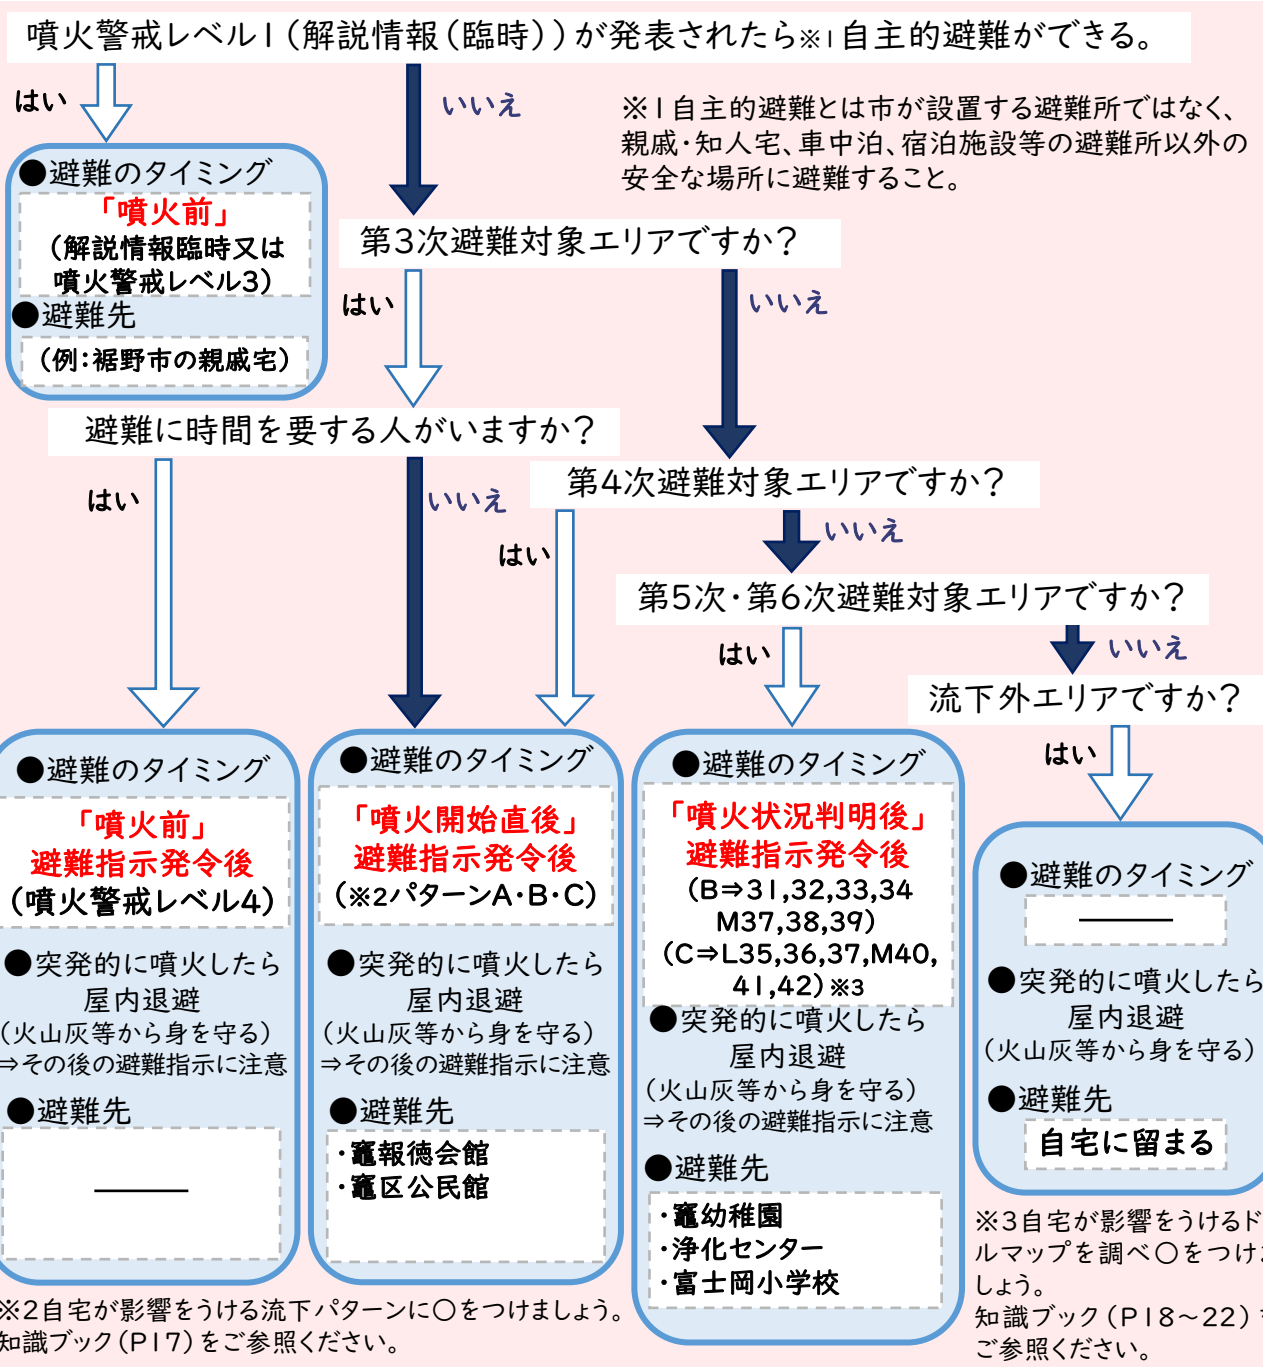 噴火警戒レベル1（解説情報（臨時））が発表されたら※1自主的避難ができる。
はい
いいえ
※1自主的避難とは市が設置する避難所ではなく、
親戚・知人宅、車中泊、宿泊施設等の避難所以外の
安全な場所に避難すること。
●避難のタイミング
「噴火前」
（解説情報臨時又は
噴火警戒レベル3）
●避難先
（例：裾野市の親戚宅）
第3次避難対象エリアですか？
はい
いいえ
避難に時間を要する人がいますか？
はい
いいえ
第4次避難対象エリアですか？
はい
いいえ
第5次・第6次避難対象エリアですか？
はい
いいえ
流下外エリアですか？
はい
●避難のタイミング
「噴火前」
避難指示発令後
（噴火警戒レベル4）
●突発的に噴火したら
屋内退避
（火山灰等から身を守る）
⇒その後の避難指示に注意
●避難先
●避難のタイミング
「噴火開始直後」
避難指示発令後
（※2パターンA・B・C）
●突発的に噴火したら
屋内退避
（火山灰等から身を守る）
⇒その後の避難指示に注意
●避難先
・竈報徳会館
・竈区公民館
●避難のタイミング
「噴火状況判明後」
避難指示発令後
（B⇒31,32,33,34
M37,38,39）
（C⇒L35,36,37,M40,
41,42）※3
●突発的に噴火したら
屋内退避
（火山灰等から身を守る）
⇒その後の避難指示に注意
●避難先
・竈幼稚園
・浄化センター
・富士岡小学校
●避難のタイミング
●突発的に噴火したら
屋内退避
（火山灰等から身を守る）
●避難先
自宅に留まる
※2自宅が影響をうける流下パターンに○をつけましょう。
知識ブック（P17）をご参照ください。
※3自宅が影響をうけるド
ルマップを調べ○をつけ
しょう。
知識ブック（P18～22）
ご参照ください。